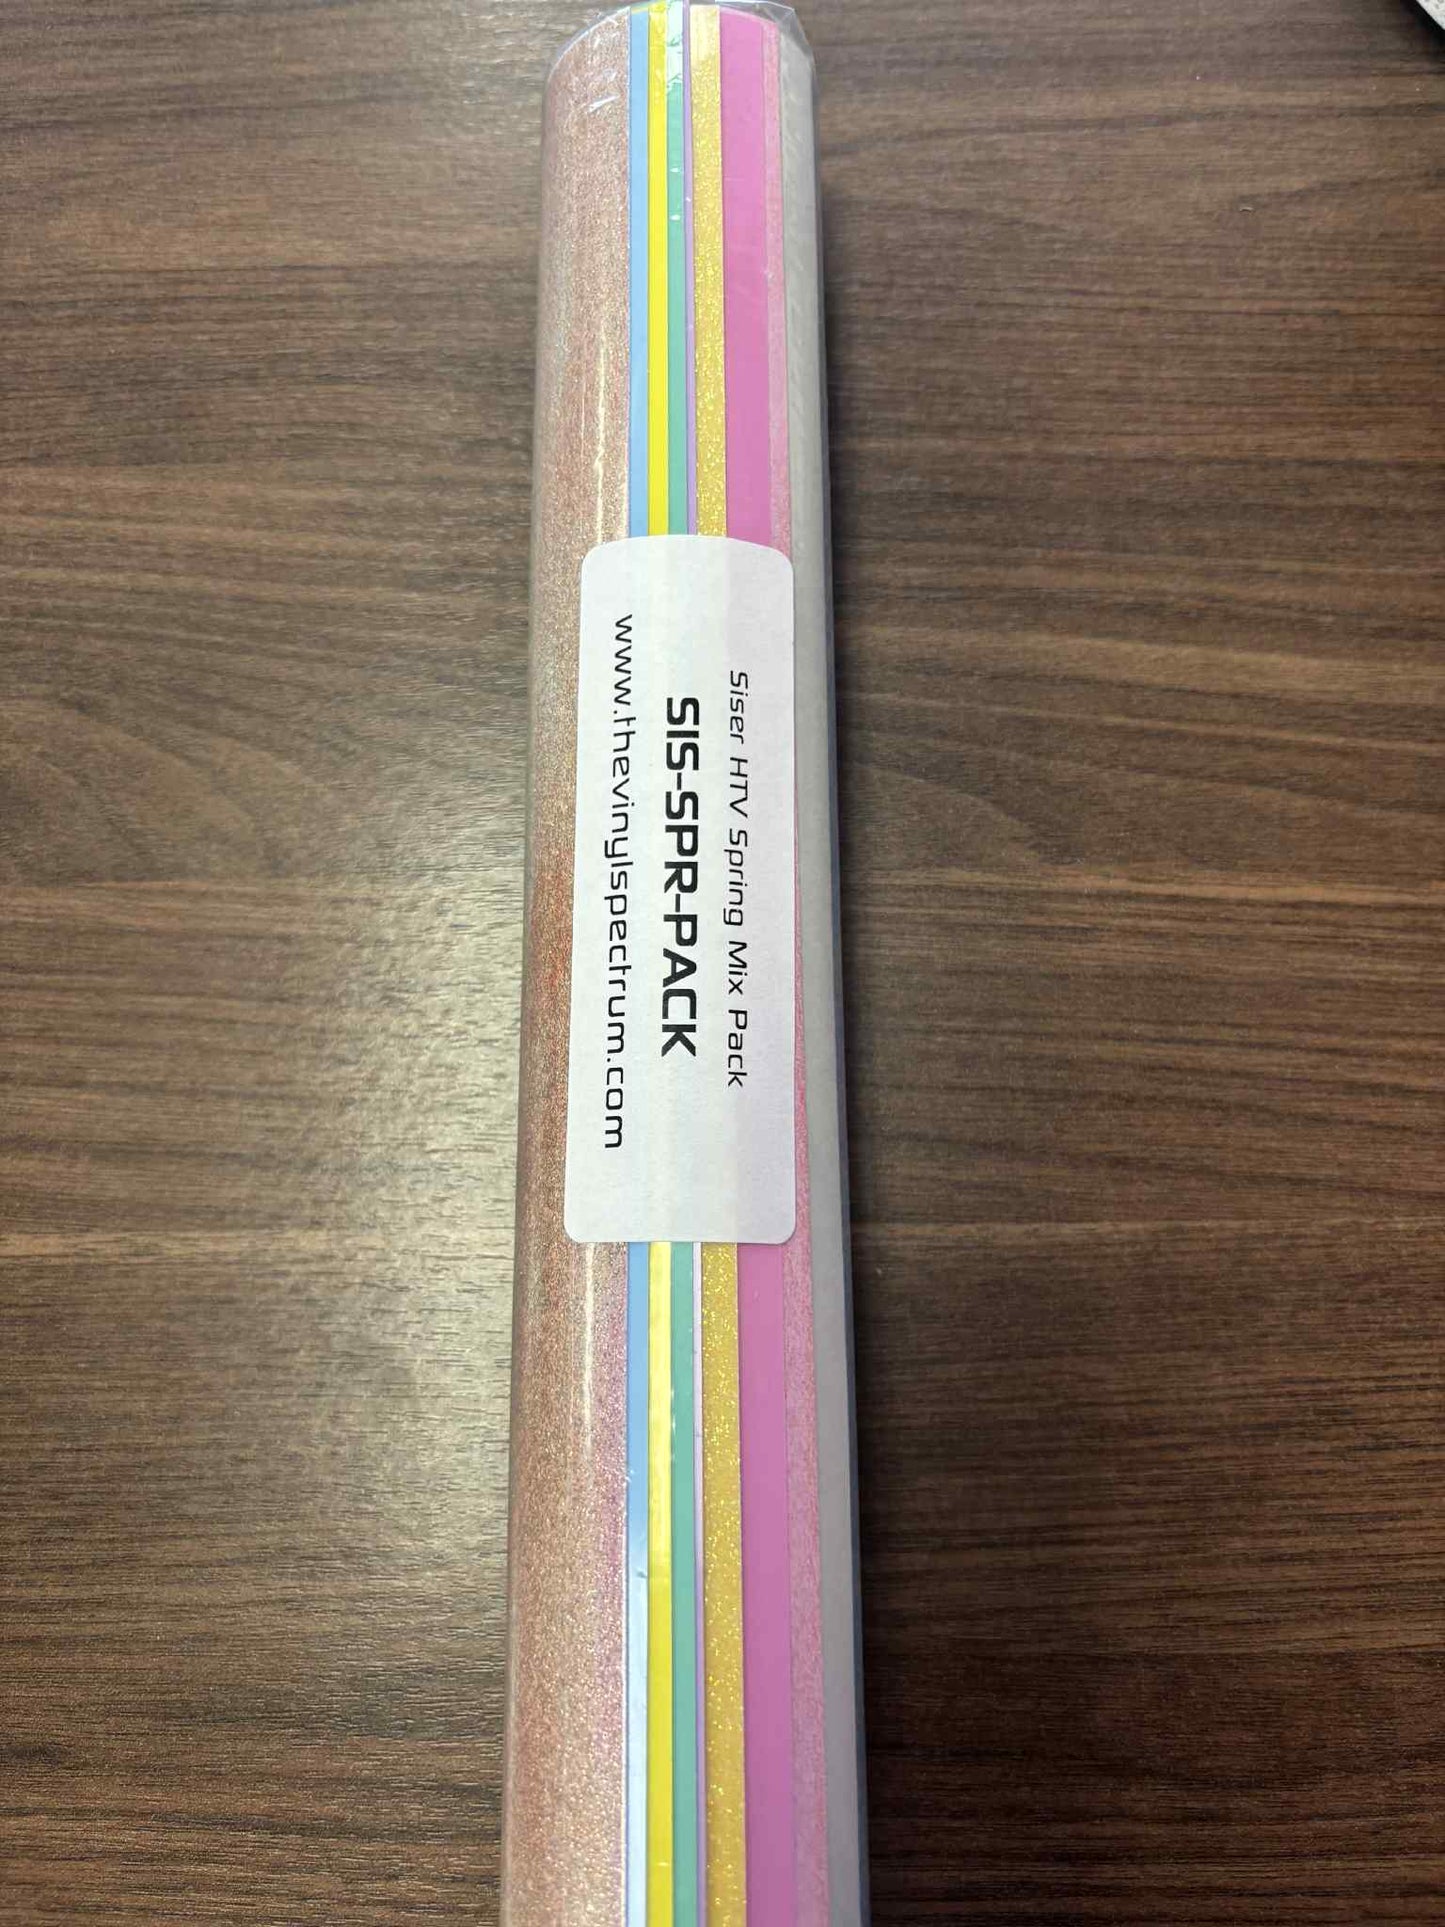 Siser HTV Spring Mix Pack
SIS-SPR-PACK
www.thevinylspectrum.com